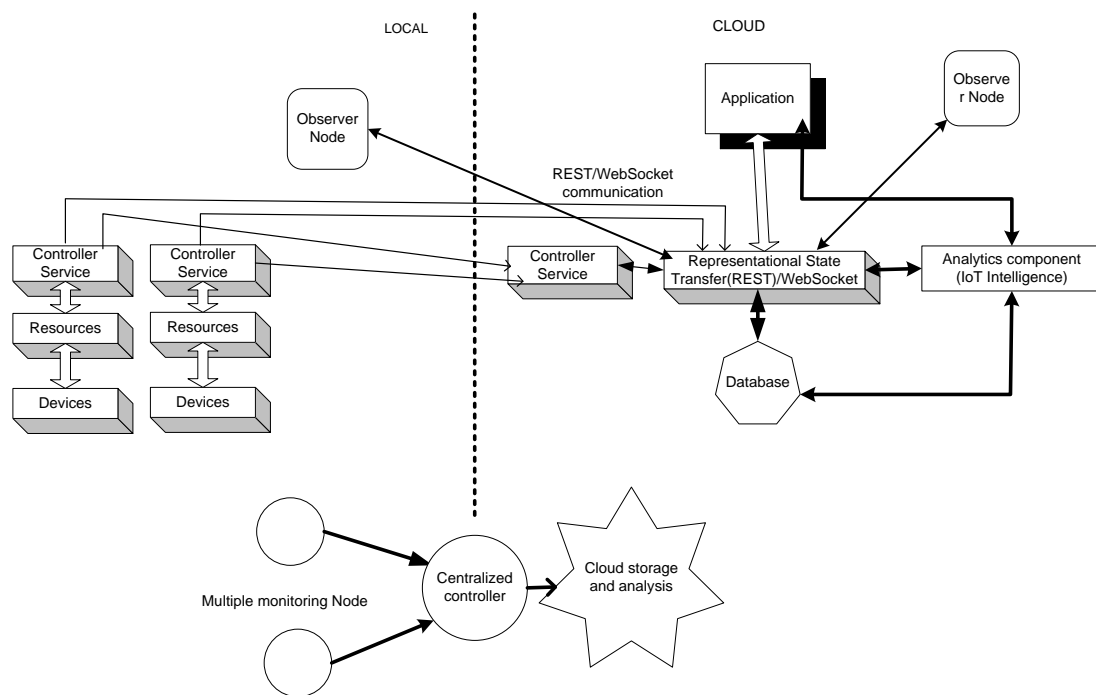 LOCAL
CLOUD
Observer
Node
Application
Observe
r Node
REST/WebSocket
communication
Controller
Service
Controller
Service
Controller
Service
Representational State
Transfer(REST)/WebSocket
Analytics component
(IoT Intelligence)
Resources
Resources
Devices
Devices
Database
Multiple monitoring Node
Centralized
controller
Cloud storage
and analysis